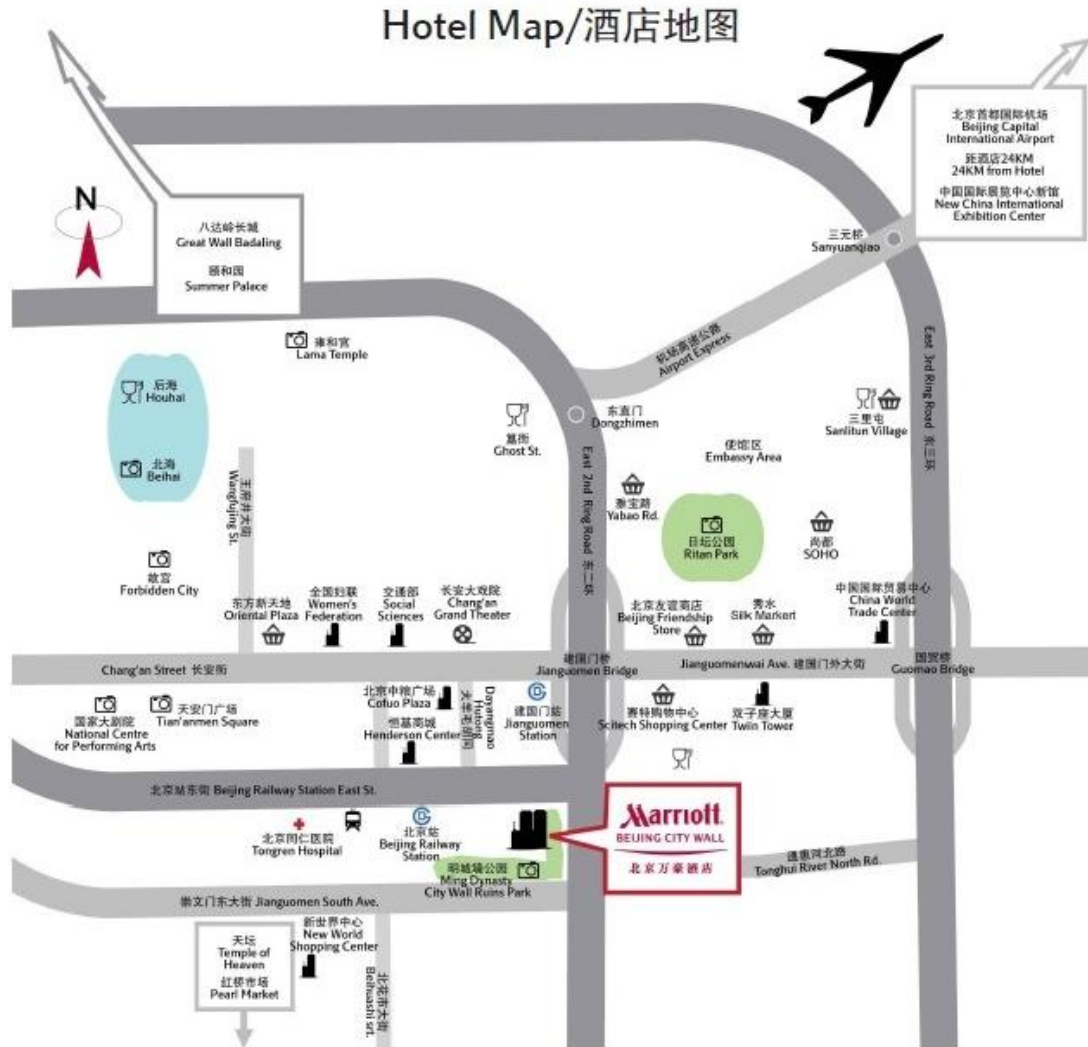 Hotel Map/酒店地图
北京首都国际机场
Beijing Capital
International Airport
距酒店24KM
24KM from Hotel
中国国际展览中心新馆
New China International
Exhibition Center
N
八达岭长城
Great Wall Badaling
颐和园
Summer Palace
三元桥
Sanyuanqiao
雍和宫
Lama Temple
机场高速公路
Airport Express
East 3rd Ring Road 东三环
后海
Houhai
北海
Beihai
簋街
Ghost St.
东直门
Dongzhimen
三里屯
Sanlitun Village
使馆区
Embassy Area
王府井大街
Wangfujing St.
East 2nd Ring Road 东二环
雅宝路
Yabao Rd.
日坛公园
Ritan Park
尚都
SOHO
故宫
Forbidden City
东方新天地
Oriental Plaza
全国妇联
Women's
Federation
交通部
Social
Sciences
长安大戏院
Chang'an
Grand Theater
北京友谊商店
Beijing Friendship
Store
秀水
Silk Markert
中国国际贸易中心
China World
Trade Center
Chang'an Street 长安街
建国门桥
Jianguomen Bridge
Jianguomenwai Ave. 建国门外大街
国贸桥
Guomao Bridge
国家大剧院
National Centre
for Performing Arts
天安门广场
Tian'anmen Square
北京中粮广场
Cofuo Plaza
恒基商城
Henderson Center
Dayangmao
Hutong
建国门站
Jianguomen
Station
赛特购物中心
Scitech Shopping Center
双子座大厦
Twiin Tower
北京站东街 Beijing Railway Station East St.
北京同仁医院
Tongren Hospital
北京站
Beijing Railway
Station
明城墙公园
Ming Dynasty
City Wall Ruins Park
Marriott
BEIJING CITY WALL
北京万豪酒店
通惠河北路
Tonghui River North Rd.
崇文门东大街 Jianguomen South Ave.
天坛
Temple of
Heaven
红桥市场
Pearl Market
新世界中心
New World
Shopping Center
北花市大街
Beihuashi srt.